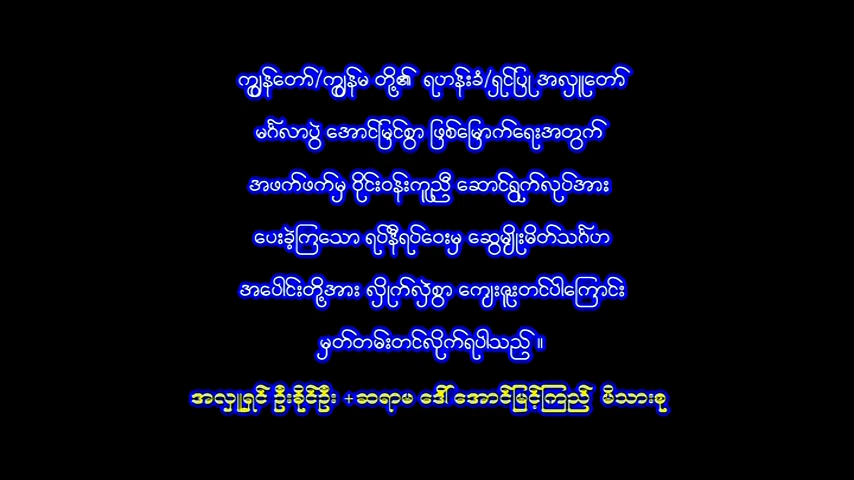 ကျွန်တော်/ကျွန်မ တို့၏ ရဟန်းခံ/ရှင်ပြု အလှူတော်
မင်္ဂလာပွဲ အောင်မြင်စွာ ဖြစ်မြောက်ရေးအတွက်
အဖက်ဖက်မှ ဝိုင်းဝန်းကူညီ ဆောင်ရွက်လုပ်အား
ပေးခဲ့ကြသော ရပ်နီးရပ်ဝေးမှ ဆွေမျိုးမိတ်သင်္ဂဟ
အပေါင်းတို့အား လှိုက်လှဲစွာ ကျေးဇူးတင်ပါကြောင်း
မှတ်တမ်းတင်လိုက်ရပါသည် ။
အလှူရှင် ဦးခိုင်ဦး +ဆရာမ ဒေါ် အောင်မြင့်ကြည် မိသားစု